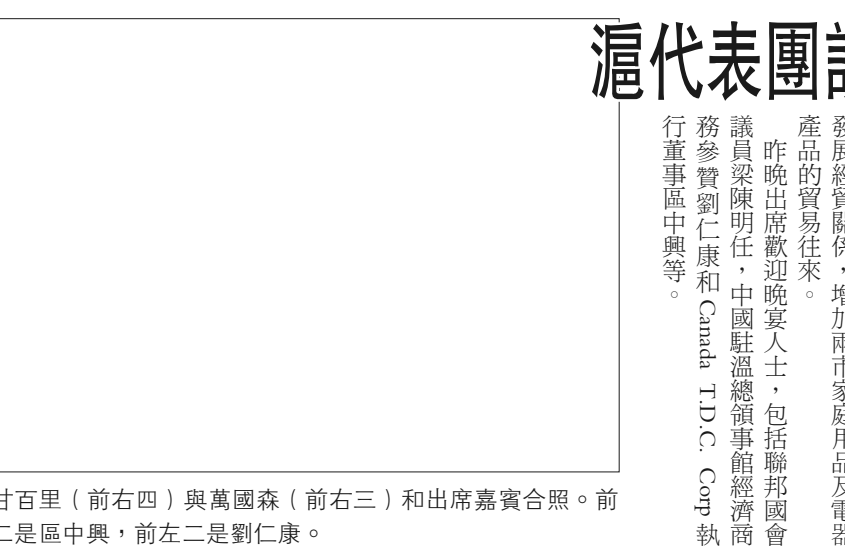 滬代表團訪
發展經貿關係，增加兩市家庭用品及電器
產品的貿易往來。
昨晚出席歡迎晚宴人士，包括聯邦國會
議員梁陳明任，中國駐溫總領事館經濟商
務參贊劉仁康和 Canada T.D.C. Corp 執
行董事區中興等。
甘百里（前右四）與萬國森（前右三）和出席嘉賓合照。前
二是區中興，前左二是劉仁康。